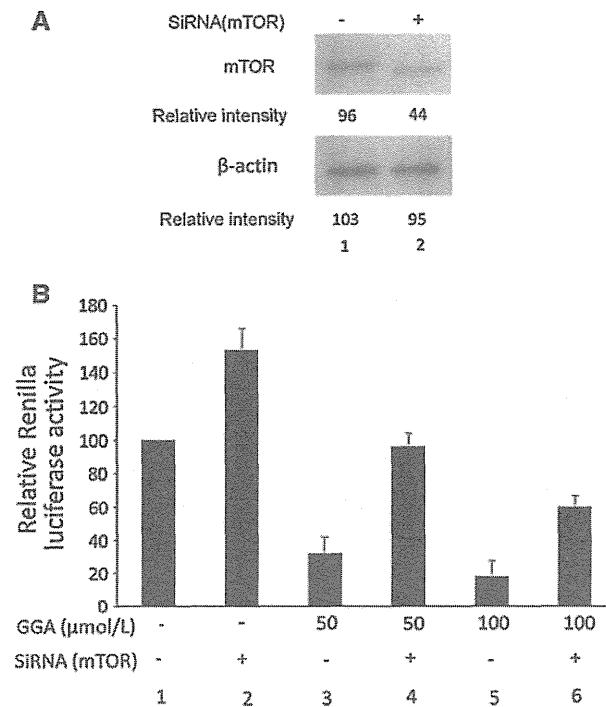 A
SiRNA(mTOR) - +
mTOR
Relative intensity 96 44
β-actin
Relative intensity 103 95
1 2
B
Relative Renilla
luciferase activity
180
160
140
120
100
80
60
40
20
0
GGA (µmol/L) - - 50 50 100 100
SiRNA (mTOR) - + - + - +
1 2 3 4 5 6